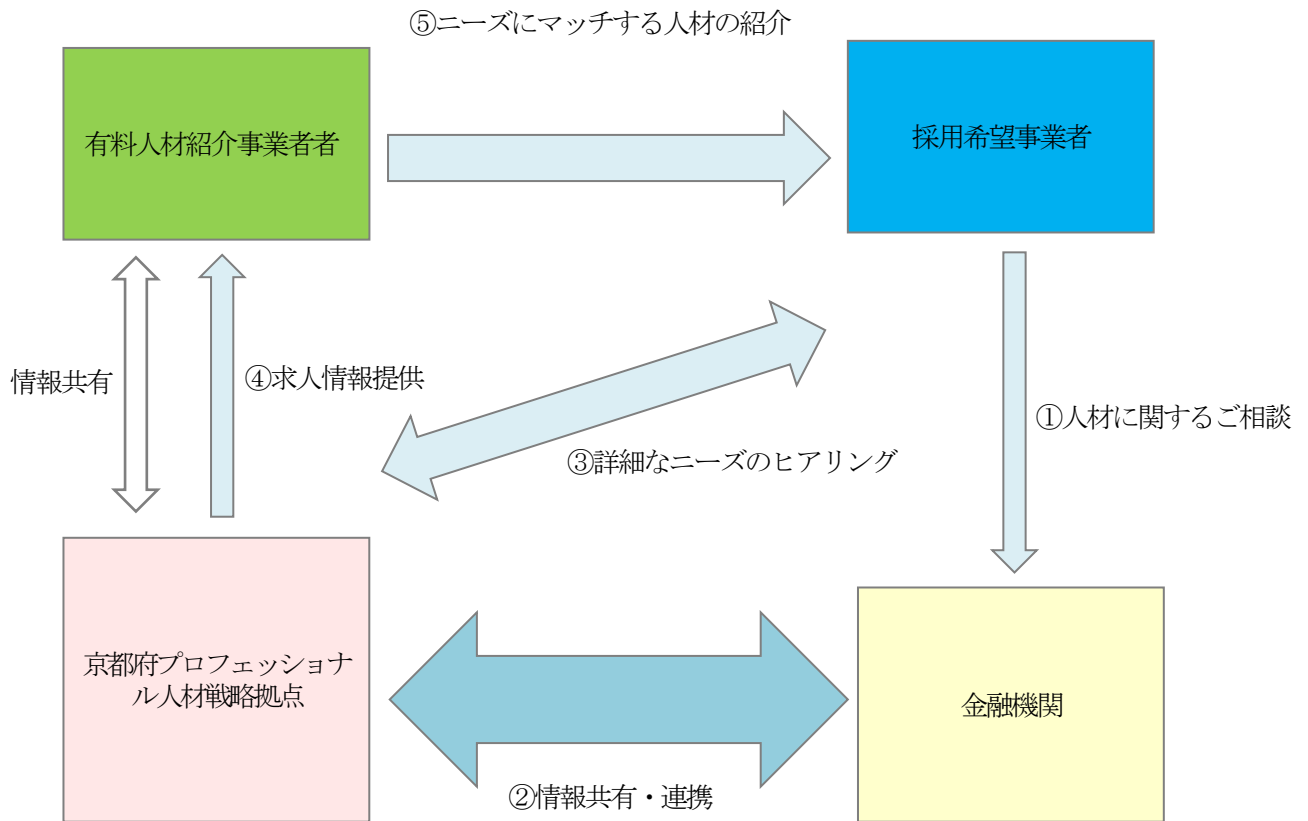 ⑤ニーズにマッチする人材の紹介
有料人材紹介事業者者
採用希望事業者
情報共有
④求人情報提供
①人材に関するご相談
③詳細なニーズのヒアリング
京都府プロフェッショナ
ル人材戦略拠点
金融機関
②情報共有・連携